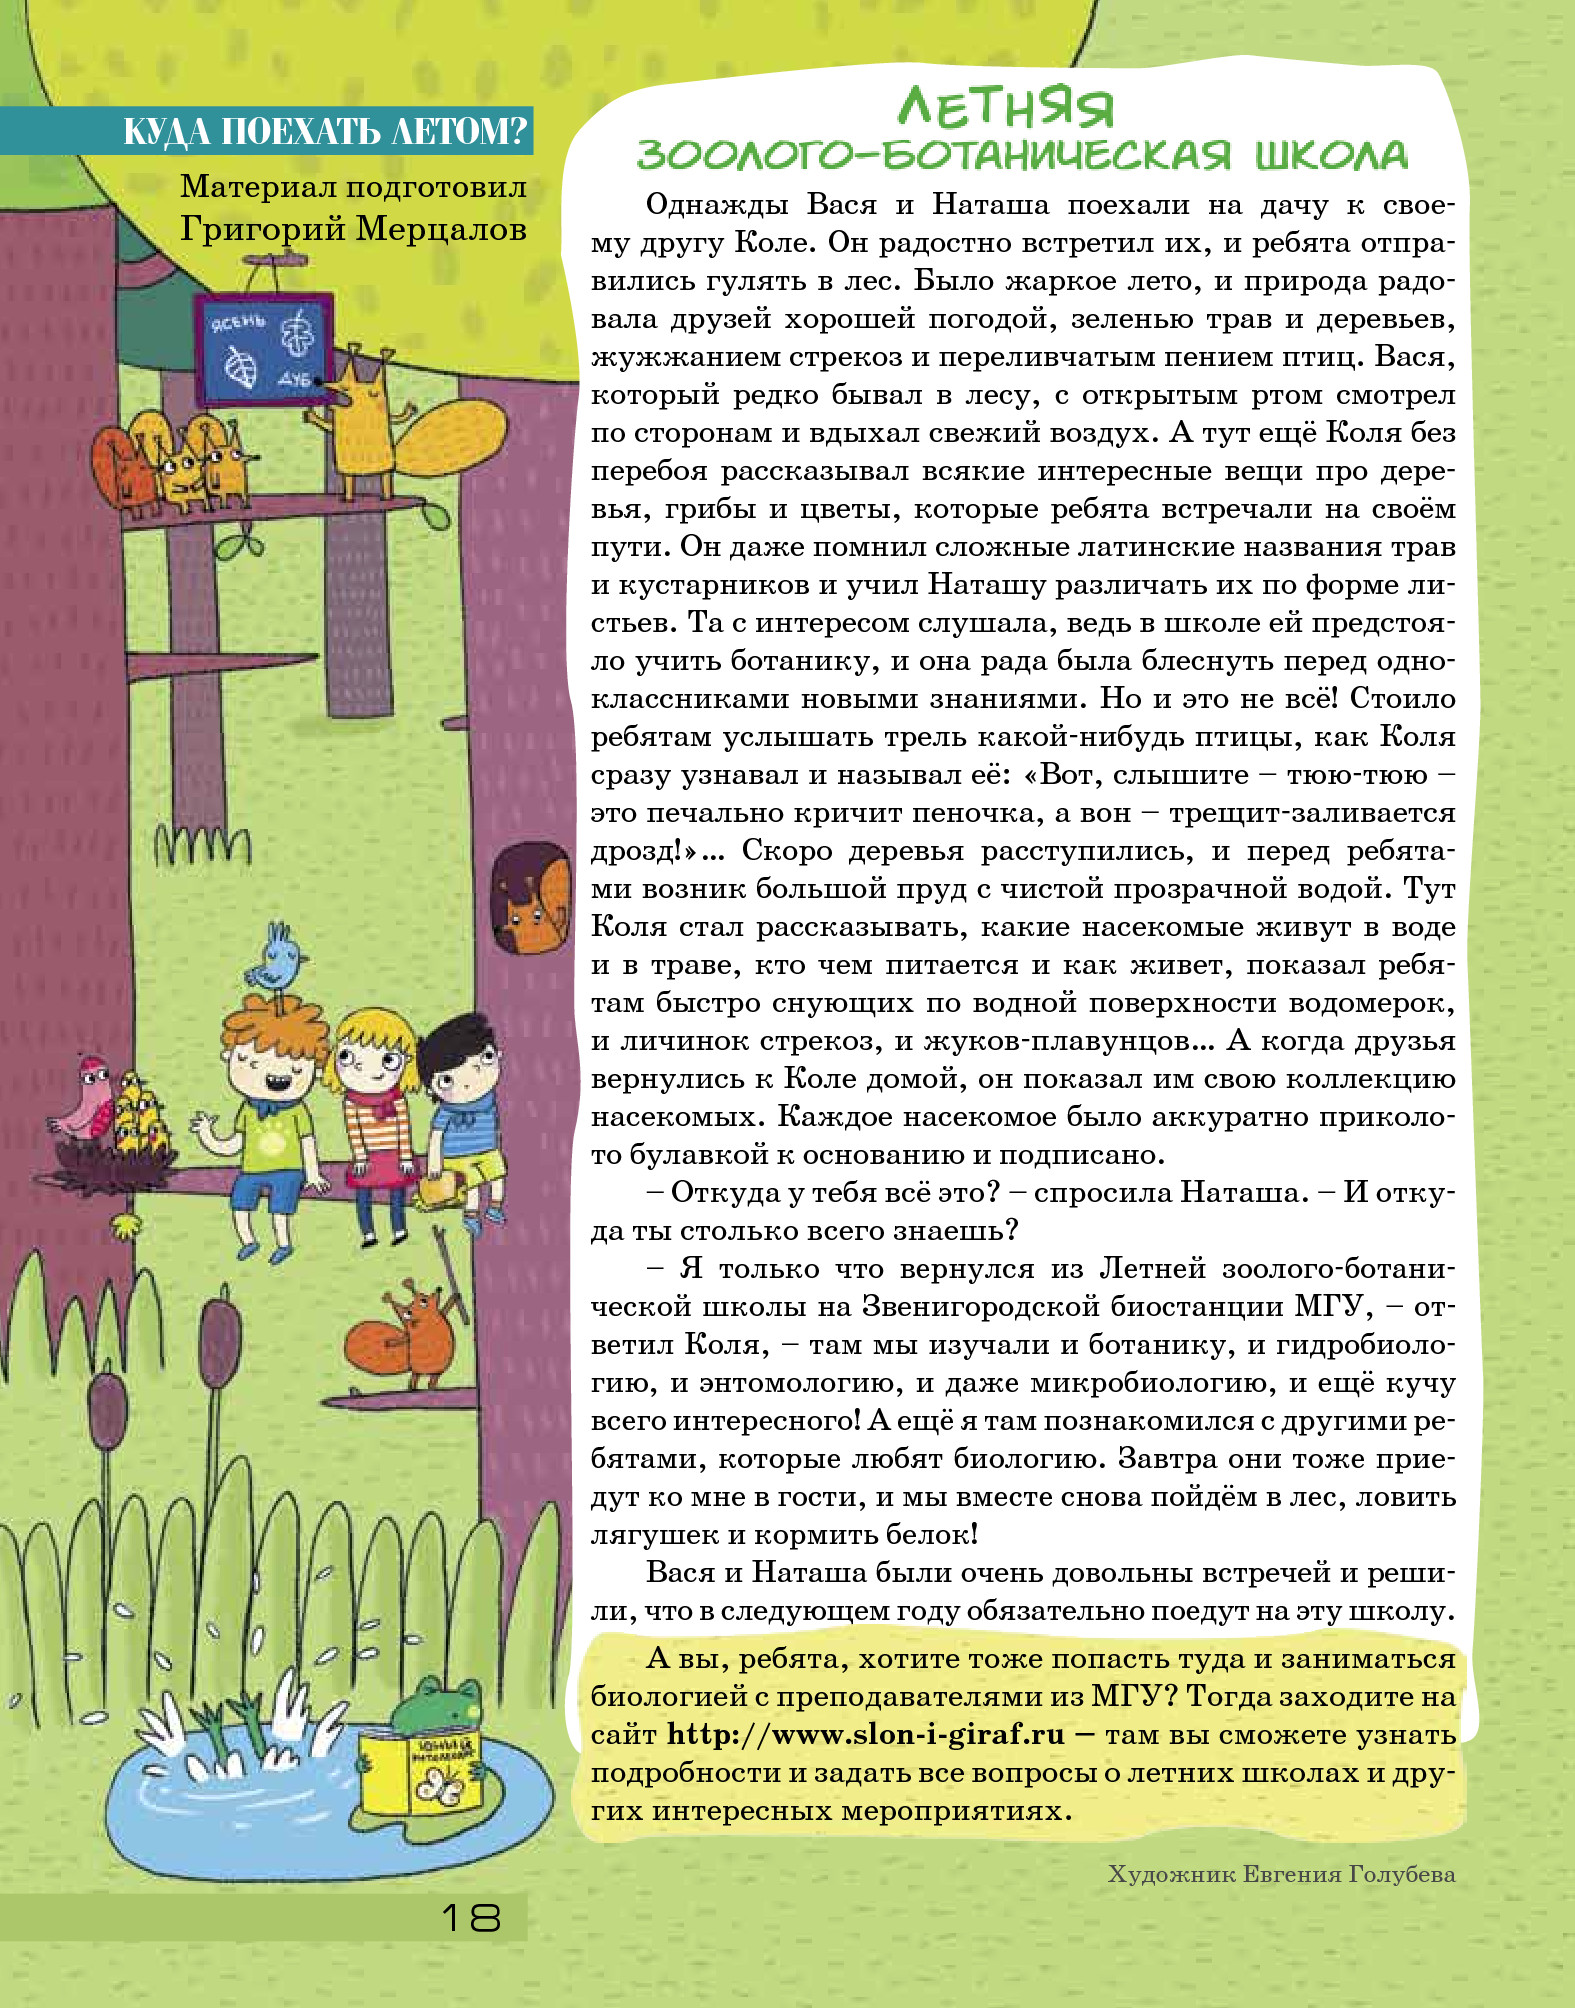 КУДА ПОЕХАТЬ ЛЕТОМ?
Материал подготовил
Григорий Мерцалов
ЯСЕНЬ
ДУБ
ЛЕТНЯЯ
ЗООЛОГО-БОТАНИЧЕСКАЯ ШКОЛА
Однажды Вася и Наташа поехали на дачу к свое-
му другу Коле. Он радостно встретил их, и ребята отпра-
вились гулять в лес. Было жаркое лето, и природа радо-
вала друзей хорошей погодой, зеленью трав и деревьев,
жужжанием стрекоз и переливчатым пением птиц. Вася,
который редко бывал в лесу, с открытым ртом смотрел
по сторонам и вдыхал свежий воздух. А тут ещё Коля без
перебоя рассказывал всякие интересные вещи про дере-
вья, грибы и цветы, которые ребята встречали на своём
пути. Он даже помнил сложные латинские названия трав
и кустарников и учил Наташу различать их по форме ли-
стьев. Та с интересом слушала, ведь в школе ей предстоя-
ло учить ботанику, и она рада была блеснуть перед одно-
классниками новыми знаниями. Но и это не всё! Стоило
ребятам услышать трель какой-нибудь птицы, как Коля
сразу узнавал и называл её: «Вот, слышите – тюю-тюю –
это печально кричит пеночка, а вон – трещит-заливается
дрозд!»... Скоро деревья расступились, и перед ребята-
ми возник большой пруд с чистой прозрачной водой. Тут
Коля стал рассказывать, какие насекомые живут в воде
и в траве, кто чем питается и как живет, показал ребя-
там быстро снующих по водной поверхности водомерок,
и личинок стрекоз, и жуков-плавунцов... А когда друзья
вернулись к Коле домой, он показал им свою коллекцию
насекомых. Каждое насекомое было аккуратно приколо-
то булавкой к основанию и подписано.
– Откуда у тебя всё это? – спросила Наташа. – И отку-
да ты столько всего знаешь?
– Я только что вернулся из Летней зоолого-ботани-
ческой школы на Звенигородской биостанции МГУ, – от-
ветил Коля, – там мы изучали и ботанику, и гидробиоло-
гию, и энтомологию, и даже микробиологию, и ещё кучу
всего интересного! А ещё я там познакомился с другими ре-
бятами, которые любят биологию. Завтра они тоже прие-
дут ко мне в гости, и мы вместе снова пойдём в лес, ловить
лягушек и кормить белок!
Вася и Наташа были очень довольны встречей и реши-
ли, что в следующем году обязательно поедут на эту школу.
А вы, ребята, хотите тоже попасть туда и заниматься
биологией с преподавателями из МГУ? Тогда заходите на
сайт http://www.slon-i-giraf.ru – там вы сможете узнать
подробности и задать все вопросы о летних школах и дру-
гих интересных мероприятиях.
ЮНЫЙ
Художник Евгения Голубева
18